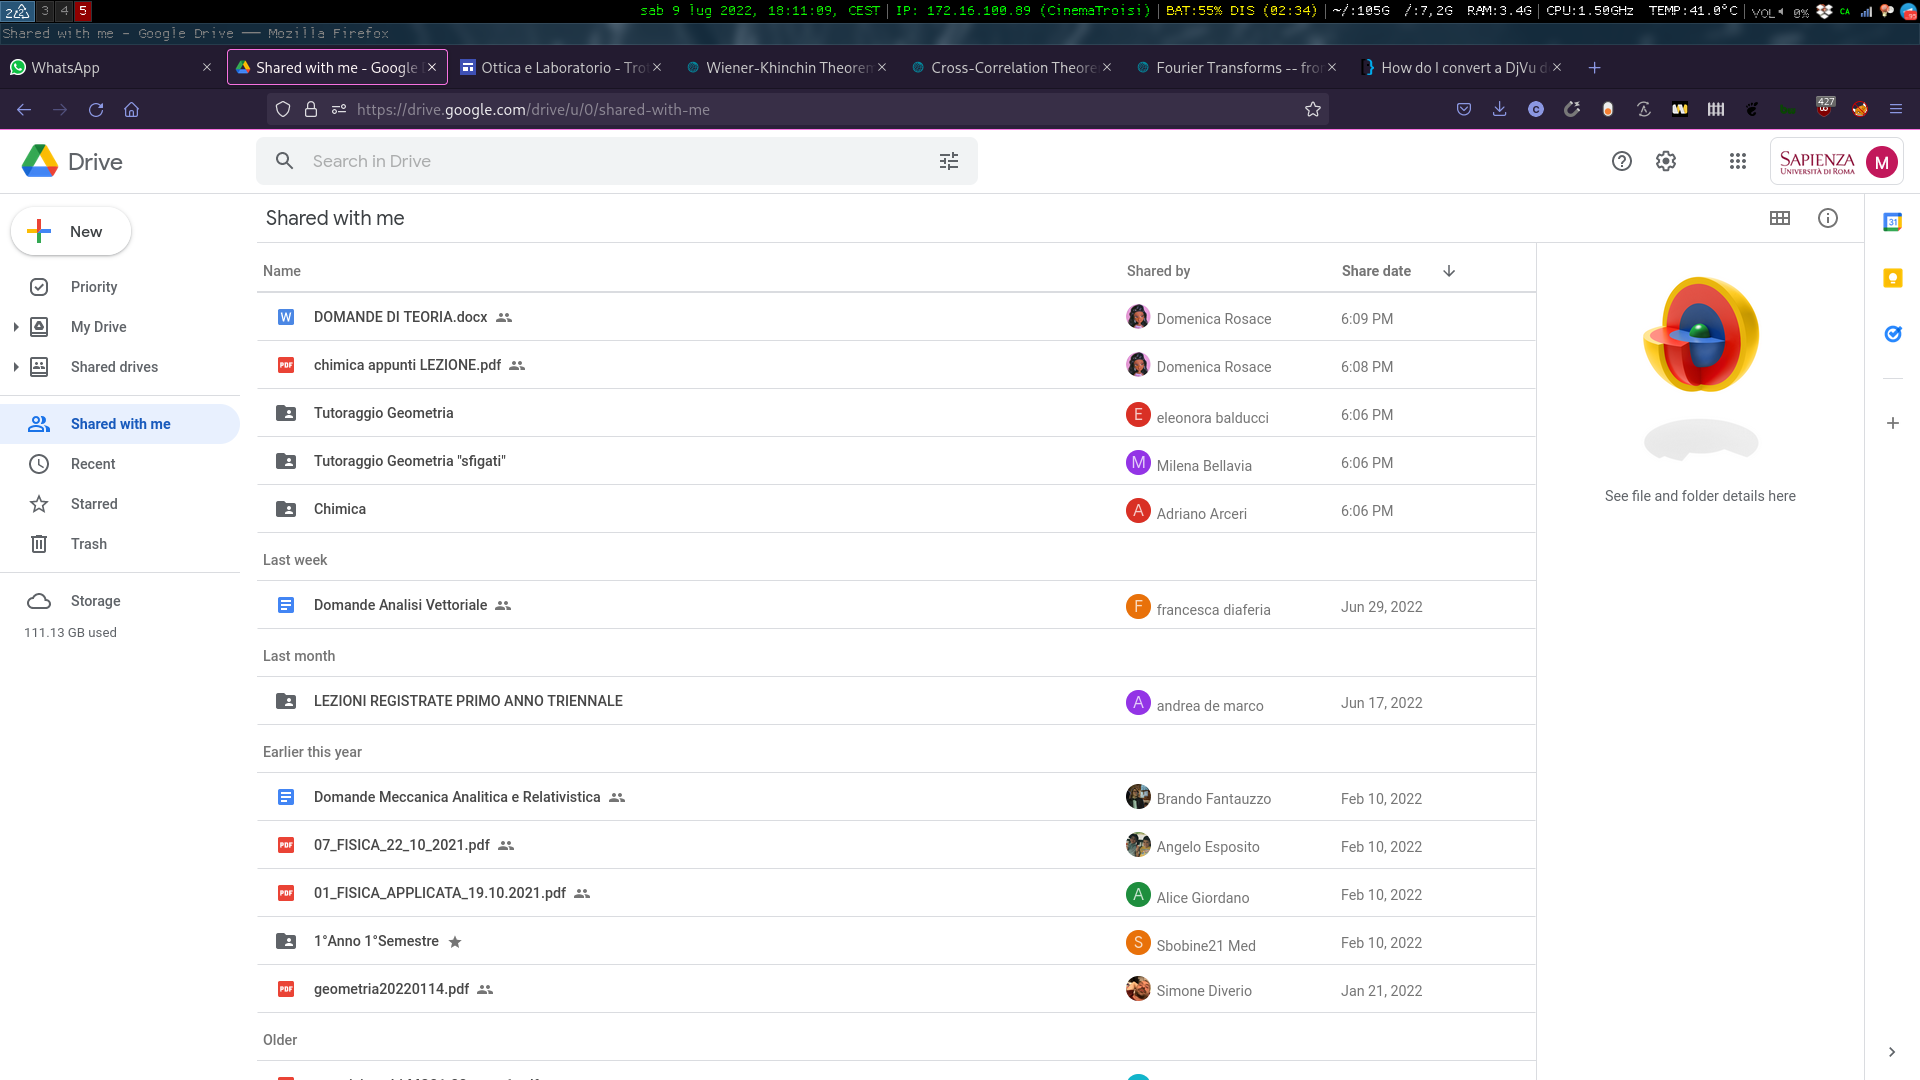 2 3 4 5 sab 9 lug 2022, 18:11:09, CEST IP: 172.16.100.89 (CinemaTroisi) BAT:55% DIS (02:34) ~/:105G /:7,2G RAM:3.4G CPU:1.50GHz TEMP:41.0°C VOL 0% CA
Shared with me - Google Drive — Mozilla Firefox
WhatsApp Shared with me - Google Ottica e Laboratorio - Tro Wiener-Khinchin Theorem Cross-Correlation Theore Fourier Transforms -- fro How do I convert a DjVu d
https://drive.google.com/drive/u/0/shared-with-me 427
Drive Search in Drive SAPIENZA
UNIVERSITÀ DI ROMA M
New
Priority
My Drive
Shared drives
Shared with me
Recent
Starred
Trash
Storage
111.13 GB used
Shared with me
Name Shared by Share date
DOMANDE DI TEORIA.docx Domenica Rosace 6:09 PM
chimica appunti LEZIONE.pdf Domenica Rosace 6:08 PM
Tutoraggio Geometria E eleonora balducci 6:06 PM
Tutoraggio Geometria "sfigati" M Milena Bellavia 6:06 PM
Chimica A Adriano Arceri 6:06 PM
Last week
Domande Analisi Vettoriale F francesca diaferia Jun 29, 2022
Last month
LEZIONI REGISTRATE PRIMO ANNO TRIENNALE A andrea de marco Jun 17, 2022
Earlier this year
Domande Meccanica Analitica e Relativistica Brando Fantauzzo Feb 10, 2022
07_FISICA_22_10_2021.pdf Angelo Esposito Feb 10, 2022
01_FISICA_APPLICATA_19.10.2021.pdf A Alice Giordano Feb 10, 2022
1°Anno 1°Semestre S Sbobine21 Med Feb 10, 2022
geometria20220114.pdf Simone Diverio Jan 21, 2022
Older
See file and folder details here
31